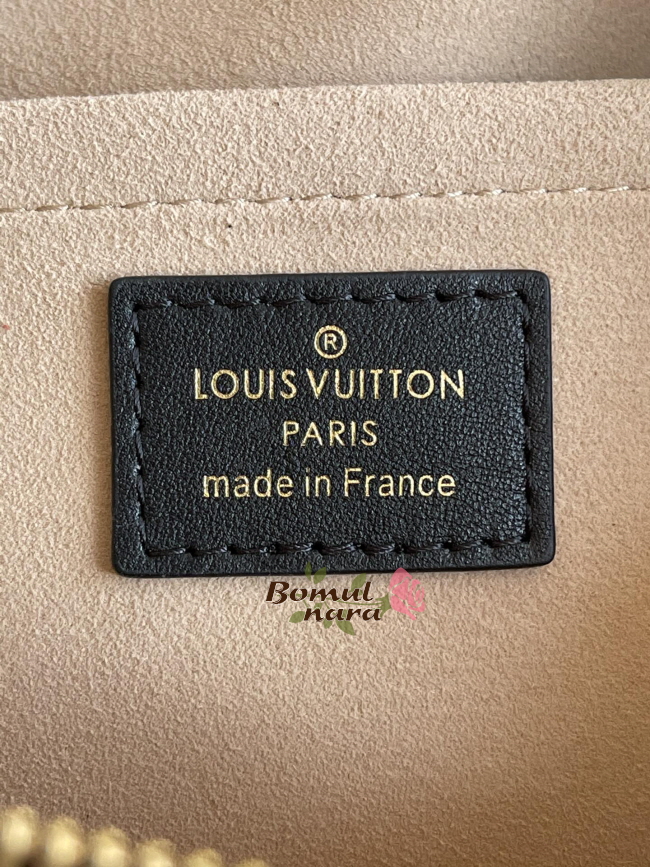 ®
LOUIS VUITTON
PARIS
made in France
Bomul
nara